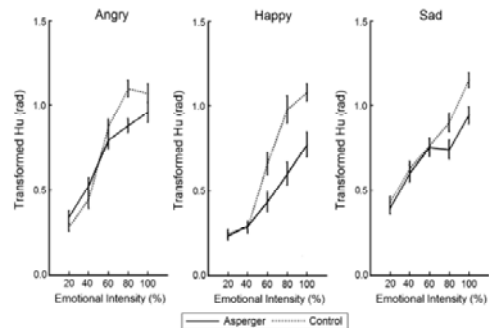 Angry
Happy
Sad
Transformed Hu (rad)
1.5
1.0
0.5
0.0
20 40 60 80 100
Emotional Intensity (%)
Transformed Hu (rad)
1.5
1.0
0.5
0.0
20 40 60 80 100
Emotional Intensity (%)
Transformed Hu (rad)
1.5
1.0
0.5
0.0
20 40 60 80 100
Emotional Intensity (%)
Asperger Control